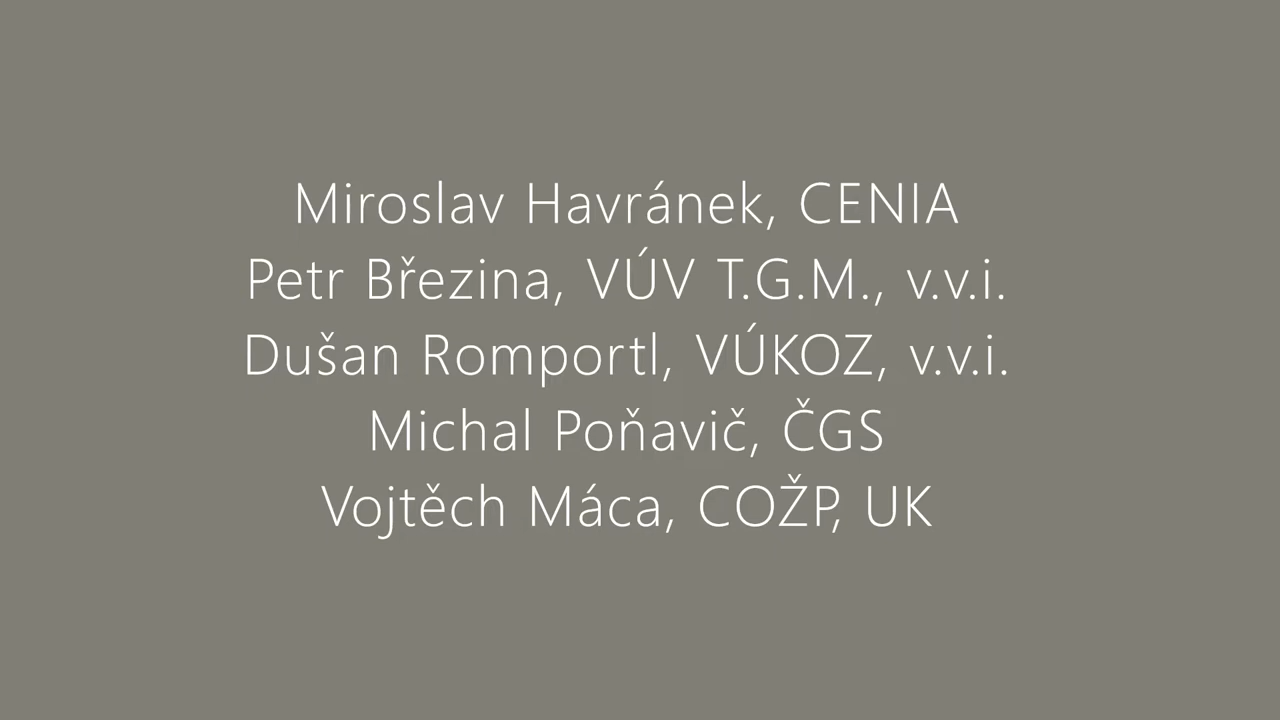 Miroslav Havránek, CENIA
Petr Březina, VÚV T.G.M., v.v.i.
Dušan Romportl, VÚKOZ, v.v.i.
Michal Poňavič, ČGS
Vojtěch Máca, COŽP, UK